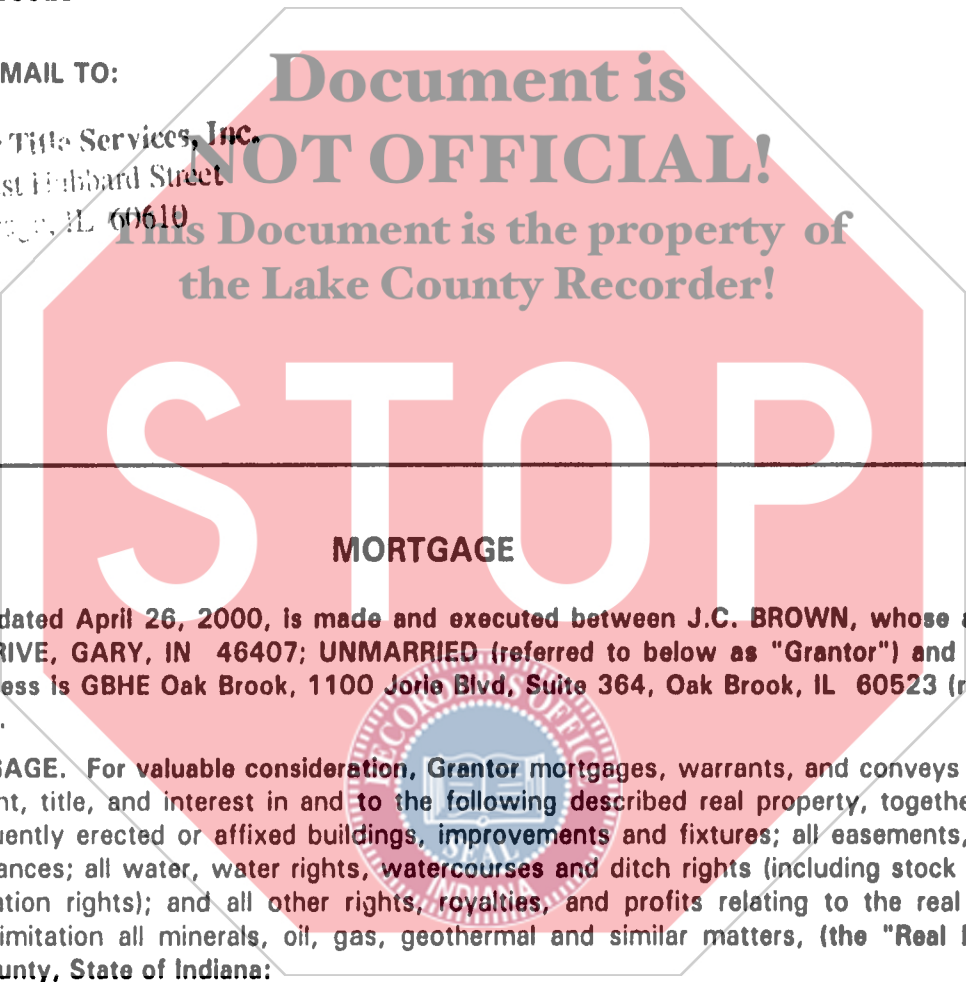 MAIL TO:
Document is
Title Services, Inc.
NOT OFFICIAL!
st Hubbard Street
IL 60610
This Document is the property of
the Lake County Recorder!
STOP
MORTGAGE
dated April 26, 2000, is made and executed between J.C. BROWN, whose a
RIVE, GARY, IN 46407; UNMARRIED (referred to below as "Grantor") and
ess is GBHE Oak Brook, 1100 Jorie Blvd, Suite 364, Oak Brook, IL 60523 (r
.
GAGE. For valuable consideration, Grantor mortgages, warrants, and conveys
nt, title, and interest in and to the following described real property, togethe
uently erected or affixed buildings, improvements and fixtures; all easements,
ances; all water, water rights, watercourses and ditch rights (including stock
ation rights); and all other rights, royalties, and profits relating to the real
imitation all minerals, oil, gas, geothermal and similar matters, (the "Real
unty, State of Indiana:
RECORDER'S OFFICE
SEAL
INDIANA